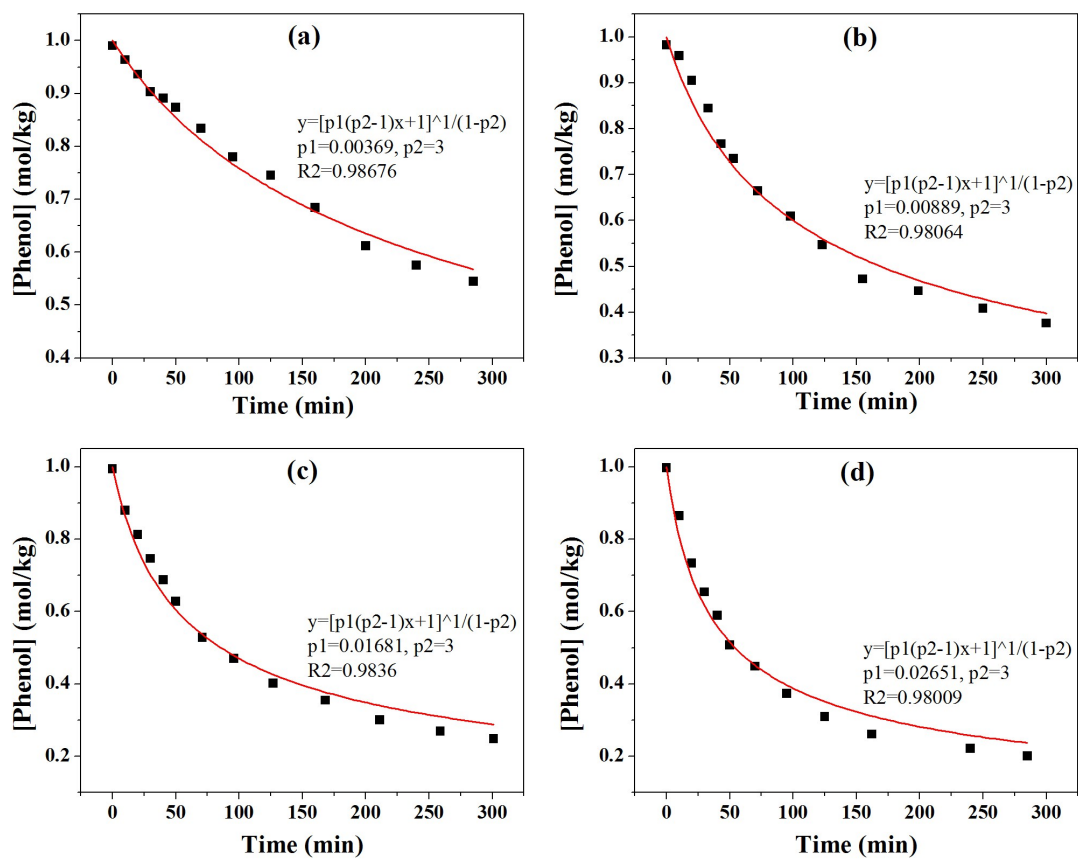 (a)
y=[p1(p2-1)x+1]^1/(1-p2)
p1=0.00369, p2=3
R2=0.98676
[Phenol] (mol/kg)
1.0
0.9
0.8
0.7
0.6
0.5
0.4
0 50 100 150 200 250 300
Time (min)
(b)
y=[p1(p2-1)x+1]^1/(1-p2)
p1=0.00889, p2=3
R2=0.98064
[Phenol] (mol/kg)
1.0
0.9
0.8
0.7
0.6
0.5
0.4
0.3
0 50 100 150 200 250 300
Time (min)
(c)
y=[p1(p2-1)x+1]^1/(1-p2)
p1=0.01681, p2=3
R2=0.9836
[Phenol] (mol/kg)
1.0
0.8
0.6
0.4
0.2
0 50 100 150 200 250 300
Time (min)
(d)
y=[p1(p2-1)x+1]^1/(1-p2)
p1=0.02651, p2=3
R2=0.98009
[Phenol] (mol/kg)
1.0
0.8
0.6
0.4
0.2
0 50 100 150 200 250 300
Time (min)